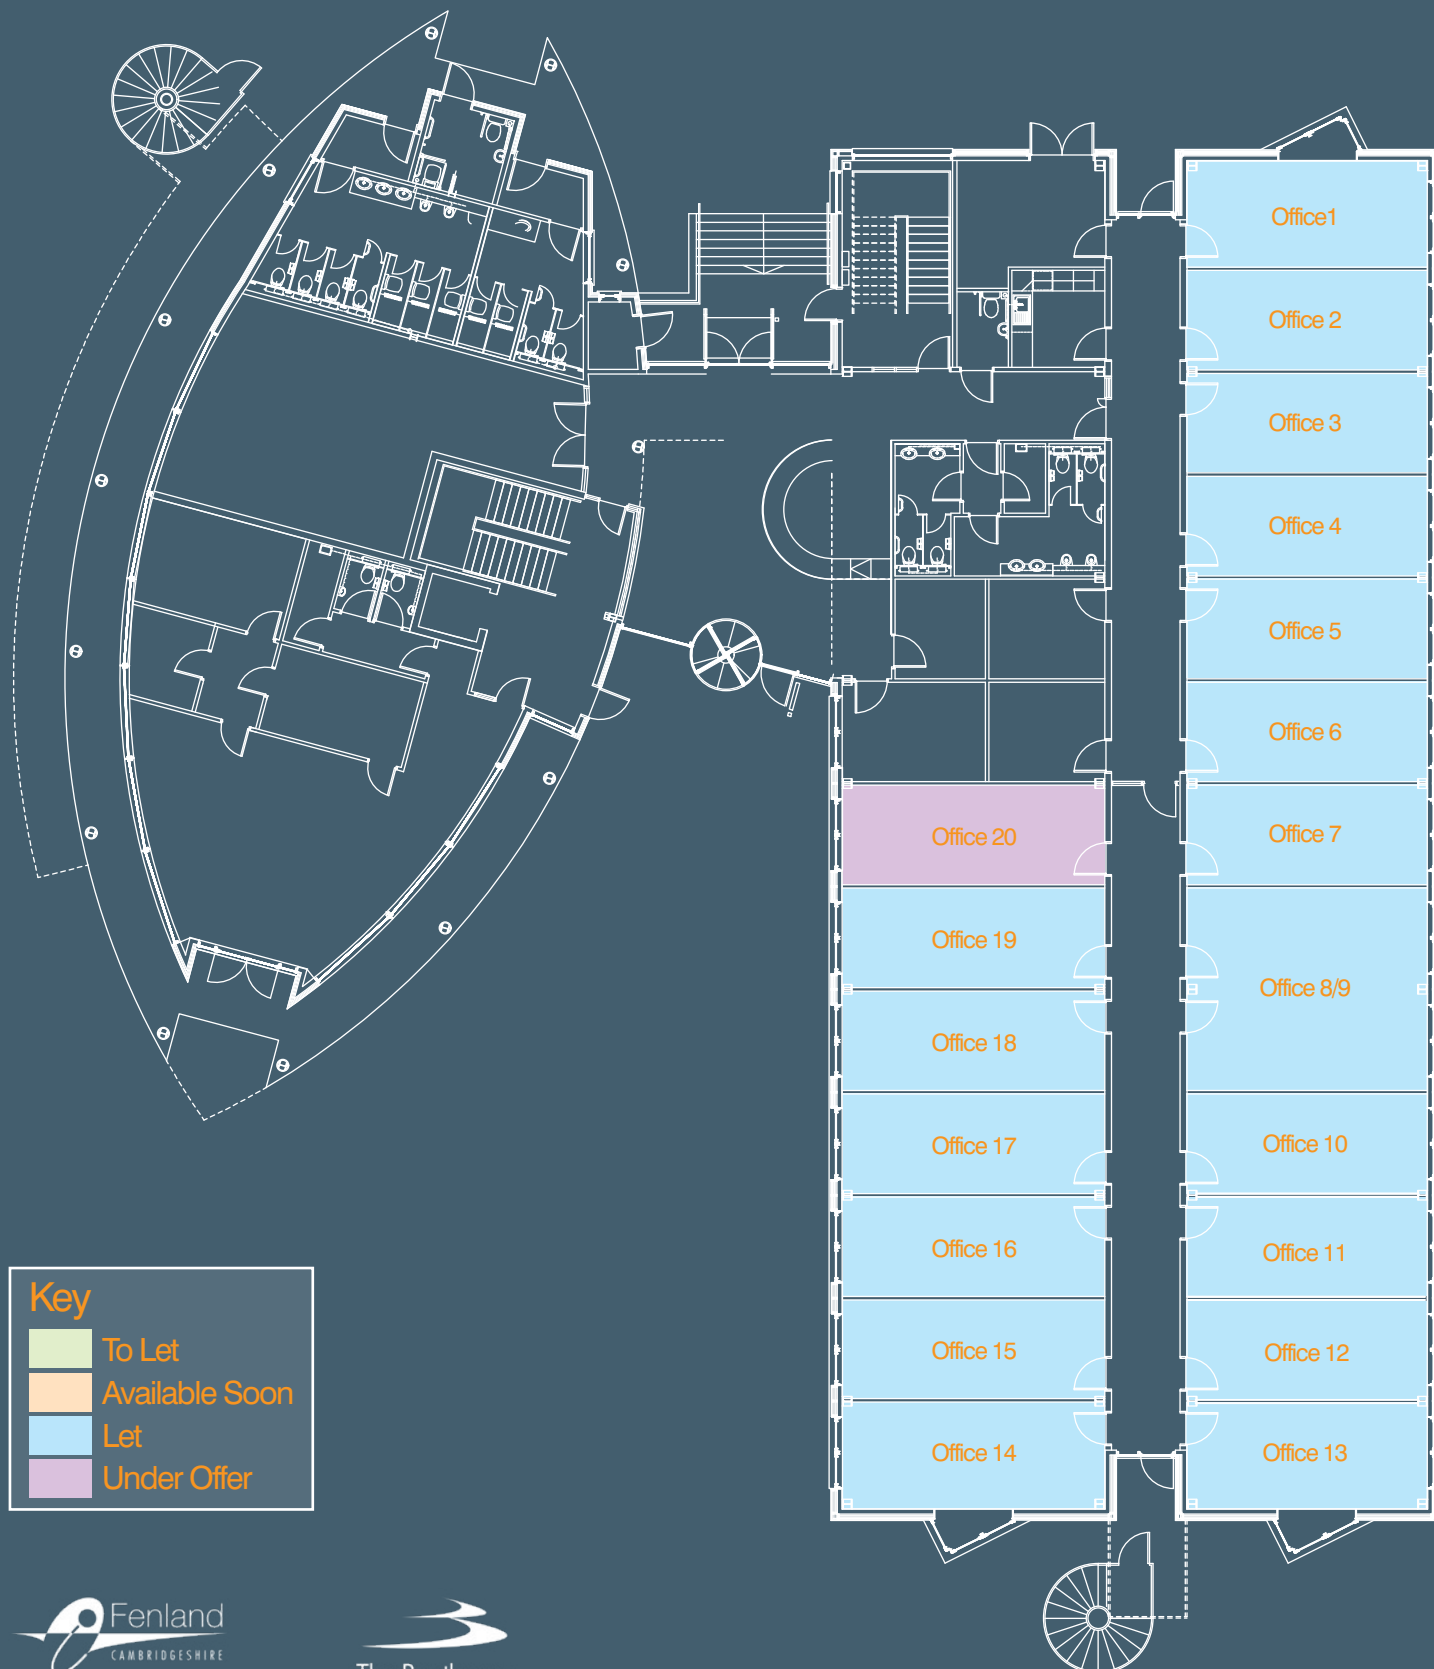 Office1
Office 2
Office 3
Office 4
Office 5
Office 6
Office 20
Office 7
Office 19
Office 8/9
Office 18
Office 17
Office 10
Office 16
Office 11
Office 15
Office 12
Office 14
Office 13
Key
To Let
Available Soon
Let
Under Offer
Fenland
CAMBRIDGESHIRE